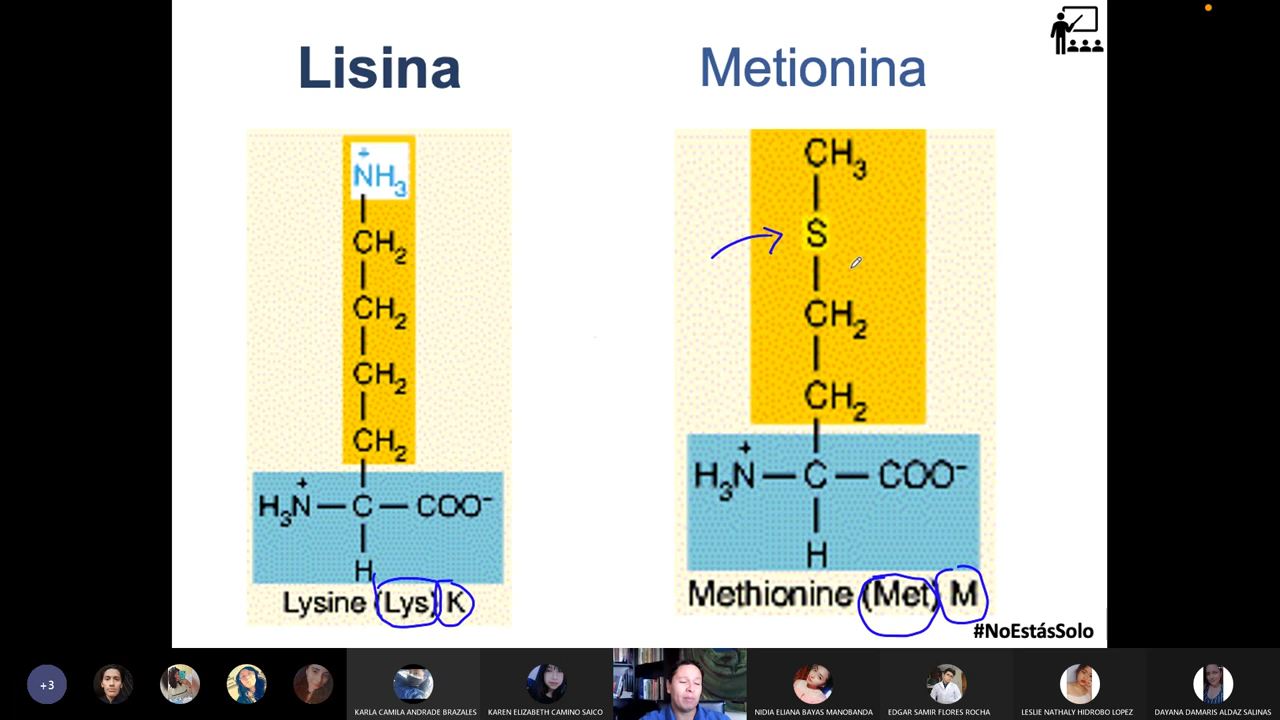 Lisina
Metionina
+
NH3
CH2
CH2
CH2
CH2
+
H3N—C—COO-
H
Lysine (Lys) K
CH3
S
CH2
CH2
+
H3N—C—COO-
H
Methionine (Met) M
#NoEstásSolo
+3
KARLA CAMILA ANDRADE BRAZALES
KAREN ELIZABETH CAMINO SAICO
NIDIA ELIANA BAYAS MANOBANDA
EDGAR SAMIR FLORES ROCHA
LESLIE NATHALY HIDROBO LOPEZ
DAYANA DAMARIS ALDAZ SALINAS